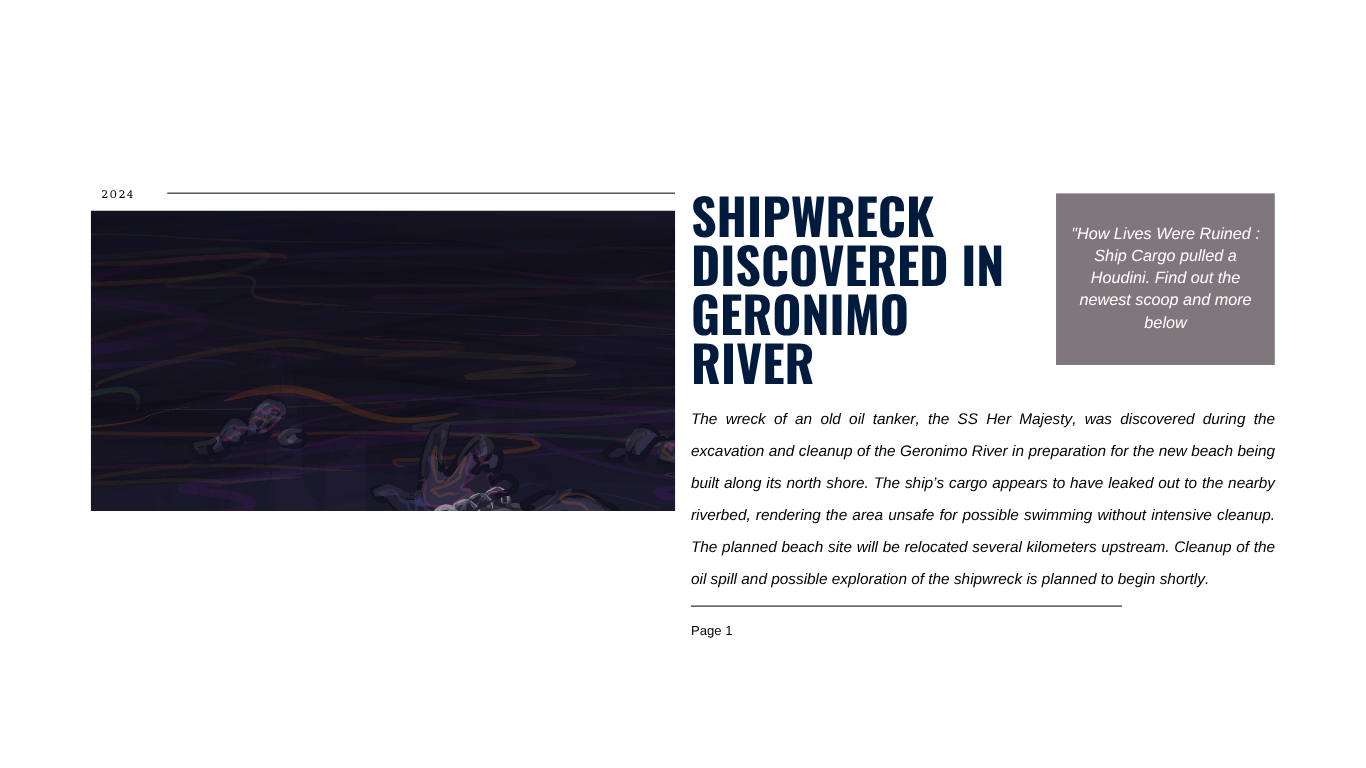 2024
SHIPWRECK
DISCOVERED IN
GERONIMO
RIVER
"How Lives Were Ruined :
Ship Cargo pulled a
Houdini. Find out the
newest scoop and more
below
The wreck of an old oil tanker, the SS Her Majesty, was discovered during the
excavation and cleanup of the Geronimo River in preparation for the new beach being
built along its north shore. The ship’s cargo appears to have leaked out to the nearby
riverbed, rendering the area unsafe for possible swimming without intensive cleanup.
The planned beach site will be relocated several kilometers upstream. Cleanup of the
oil spill and possible exploration of the shipwreck is planned to begin shortly.
Page 1